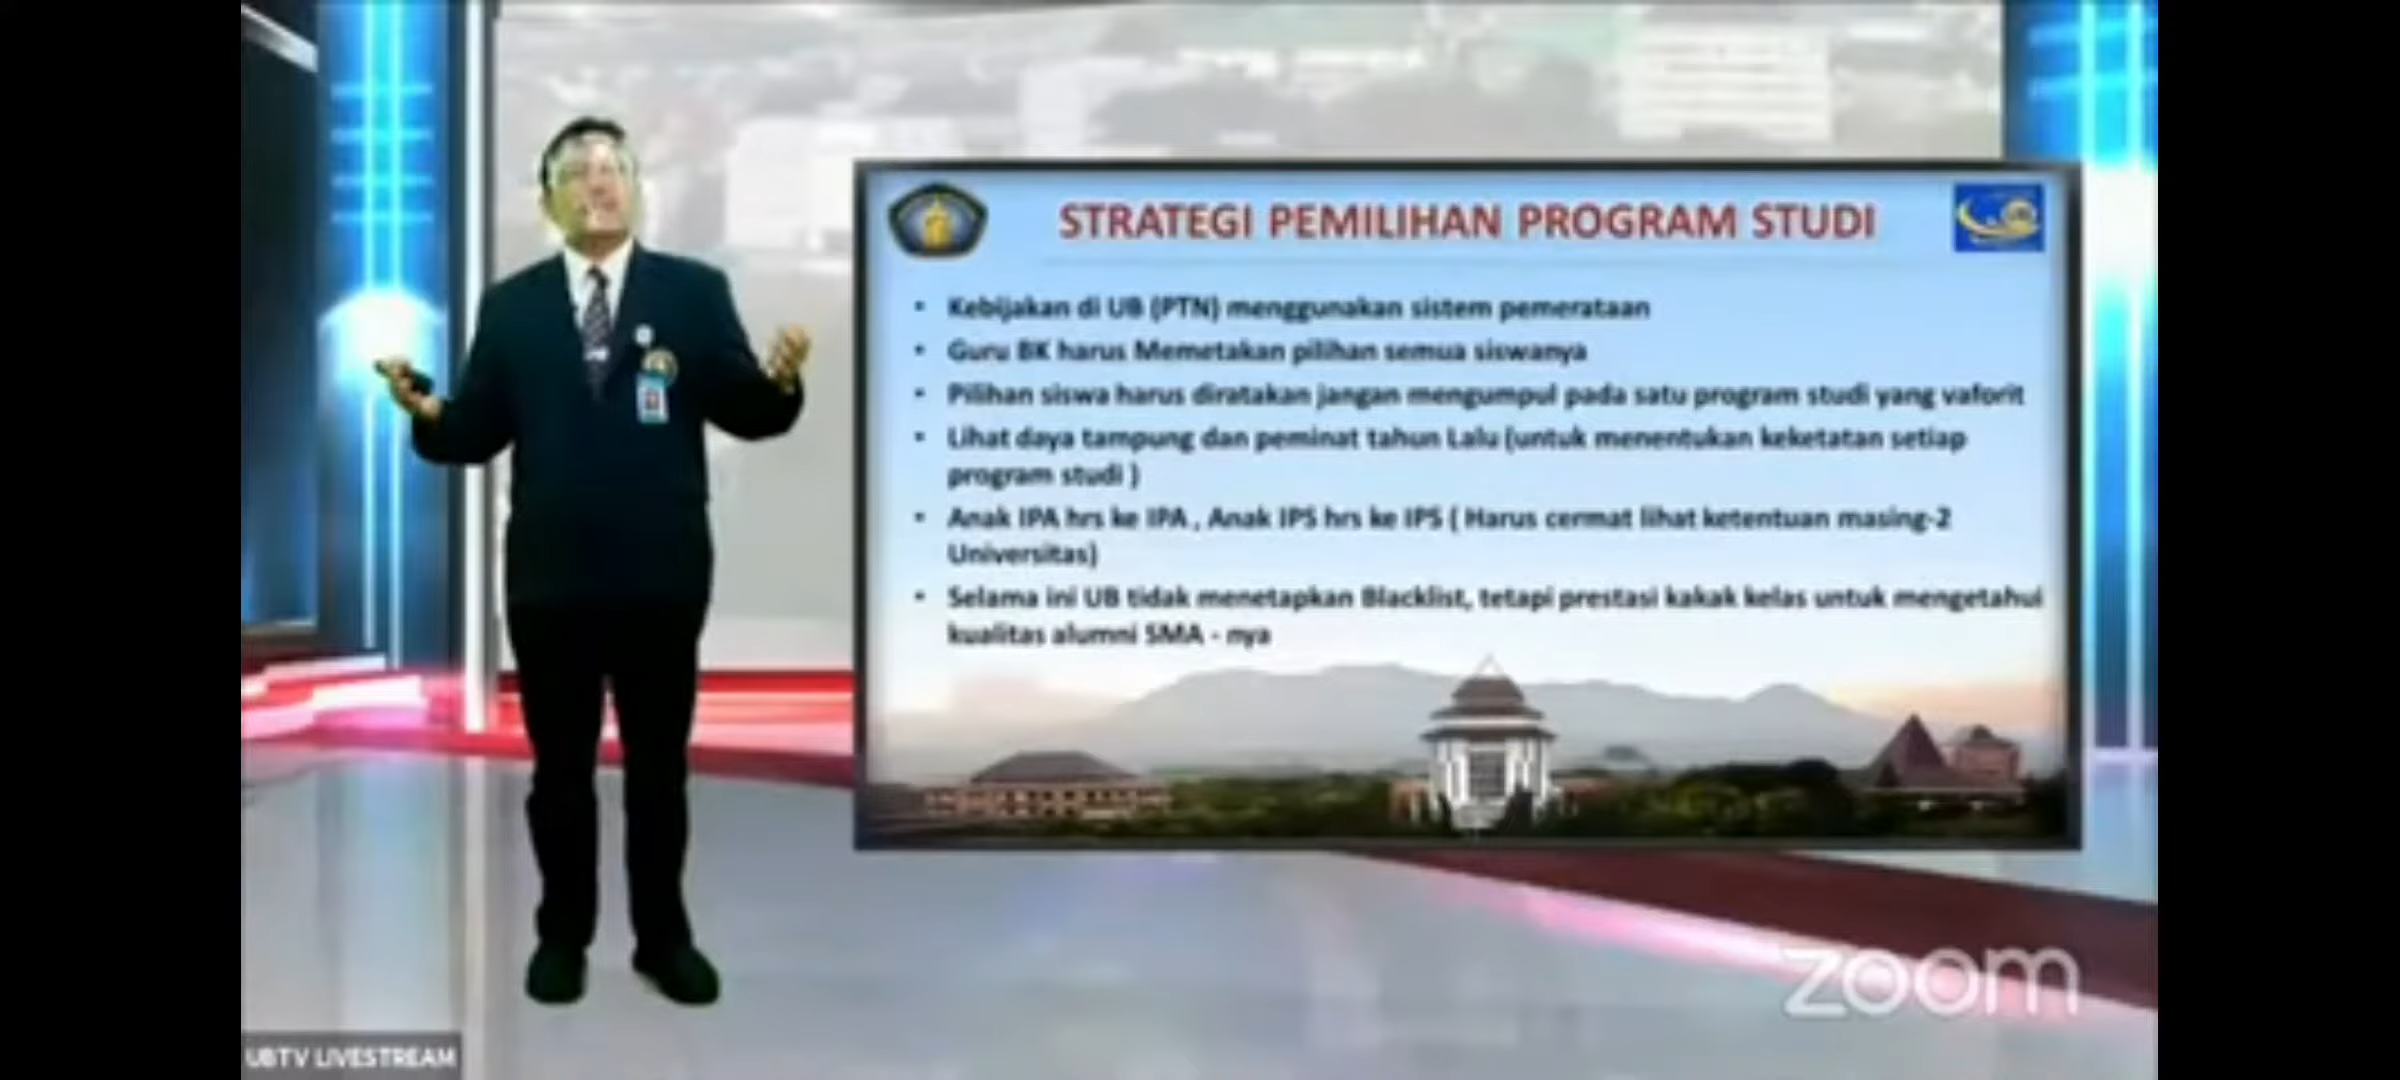 STRATEGI PEMILIHAN PROGRAM STUDI
• Kebijakan di UB (PTN) menggunakan sistem pemerataan
• Guru BK harus Memetakan pilihan semua siswanya
• Pilihan siswa harus diratakan jangan mengumpul pada satu program studi yang vaforit
• Lihat daya tampung dan peminat tahun Lalu (untuk menentukan keketatan setiap
program studi )
• Anak IPA hrs ke IPA , Anak IPS hrs ke IPS ( Harus cermat lihat ketentuan masing-2
Universitas)
• Selama ini UB tidak menetapkan Blacklist, tetapi prestasi kakak kelas untuk mengetahui
kualitas alumni SMA - nya
zoom
UBTV LIVESTREAM